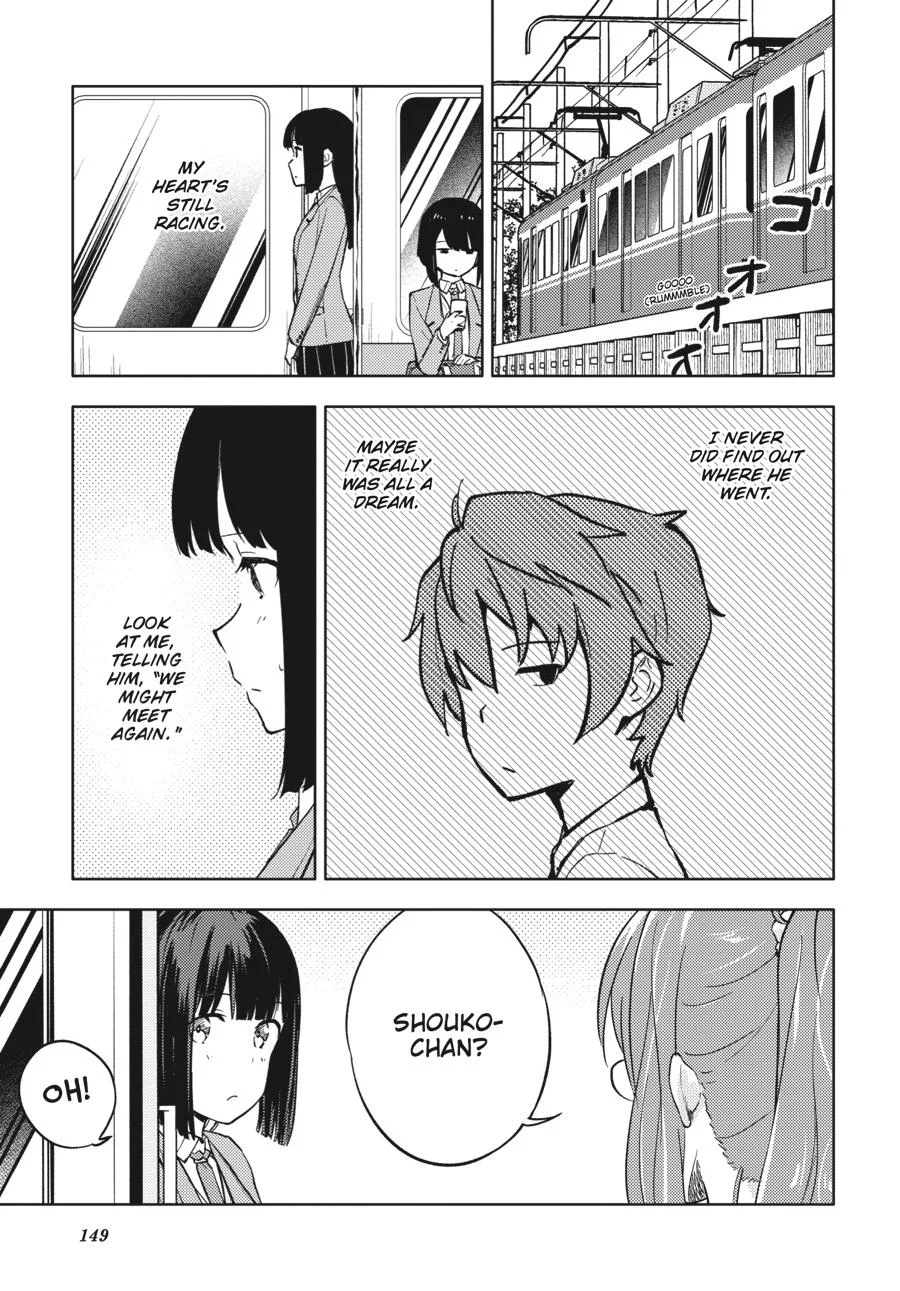 ゴオオオ
GOOOO
(RUMMMBLE)
MY
HEART'S
STILL
RACING.
I NEVER
DID FIND OUT
WHERE HE
WENT.
MAYBE
IT REALLY
WAS ALL A
DREAM.
LOOK
AT ME,
TELLING
HIM, "WE
MIGHT
MEET
AGAIN."
SHOUKO-
CHAN?
OH!
149